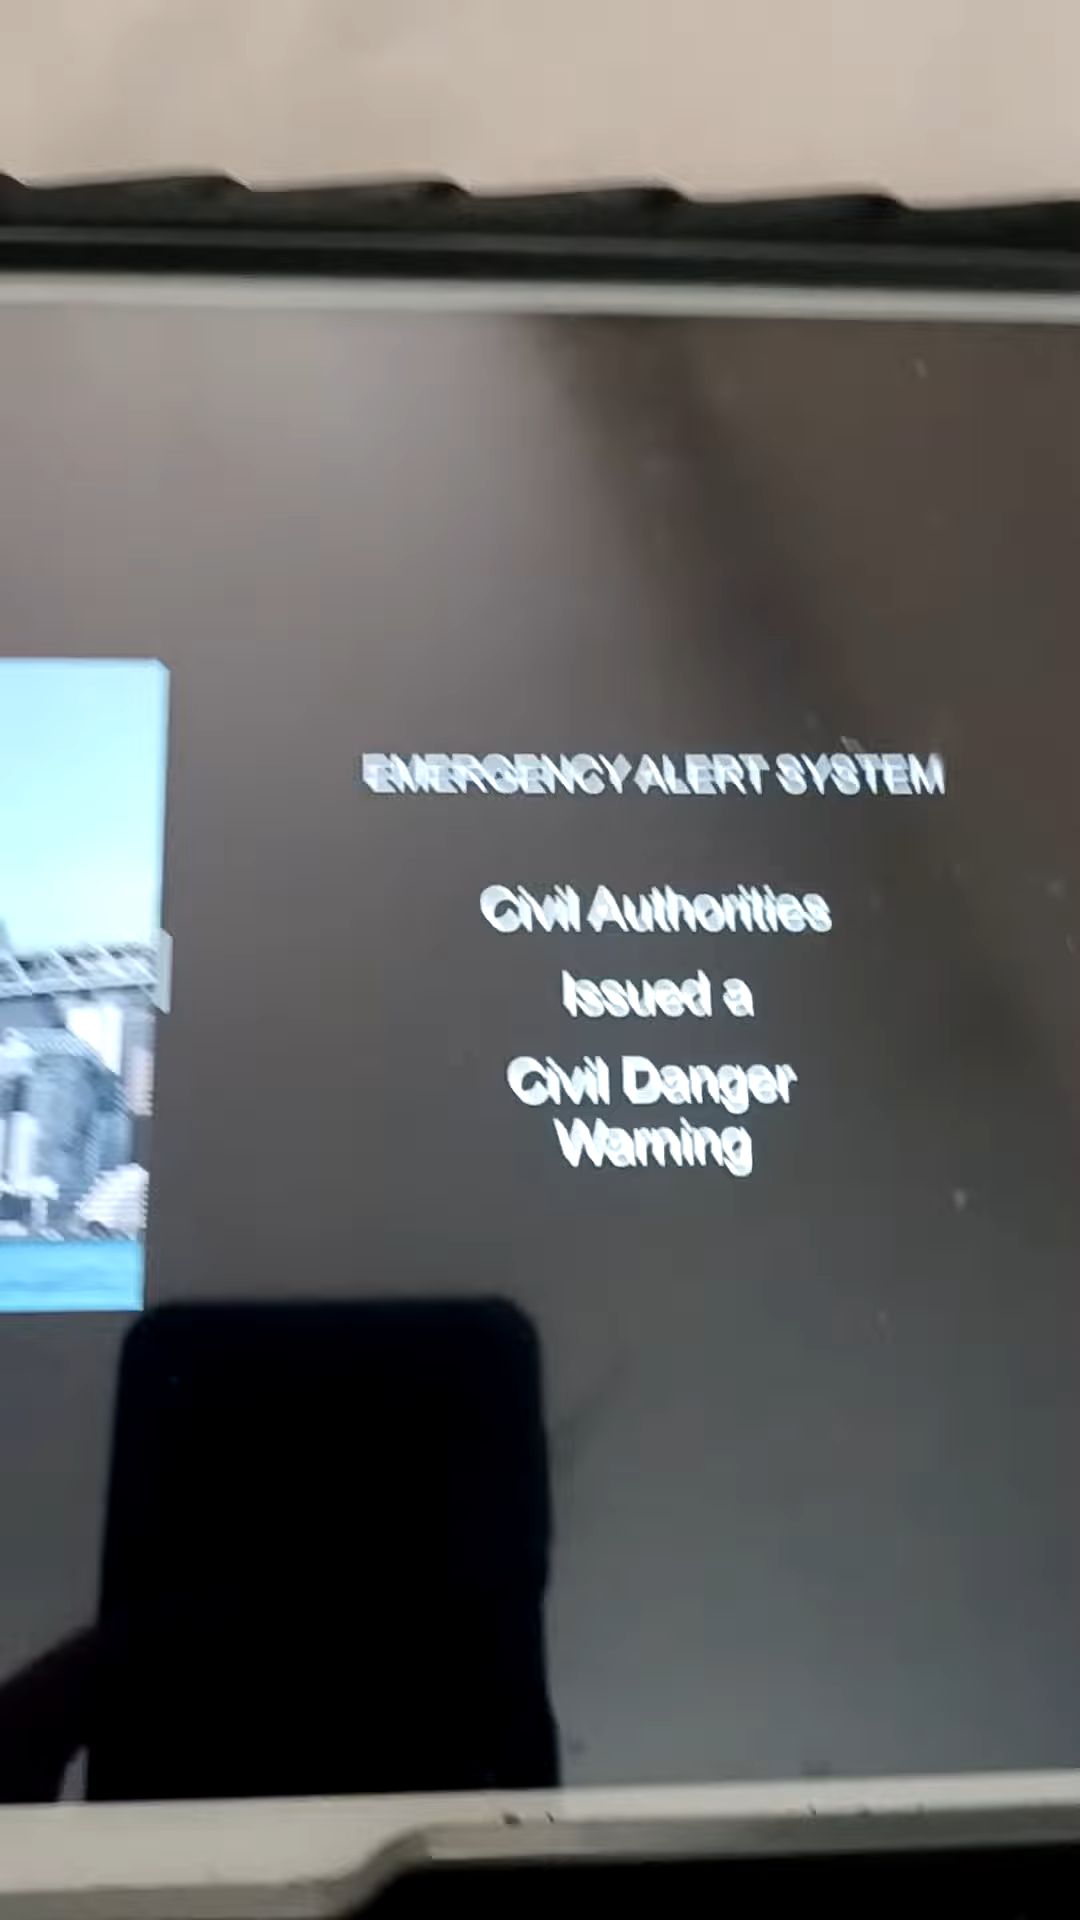 EMERGENCY ALERT SYSTEM
Civil Authorities
Issued a
Civil Danger
Warning